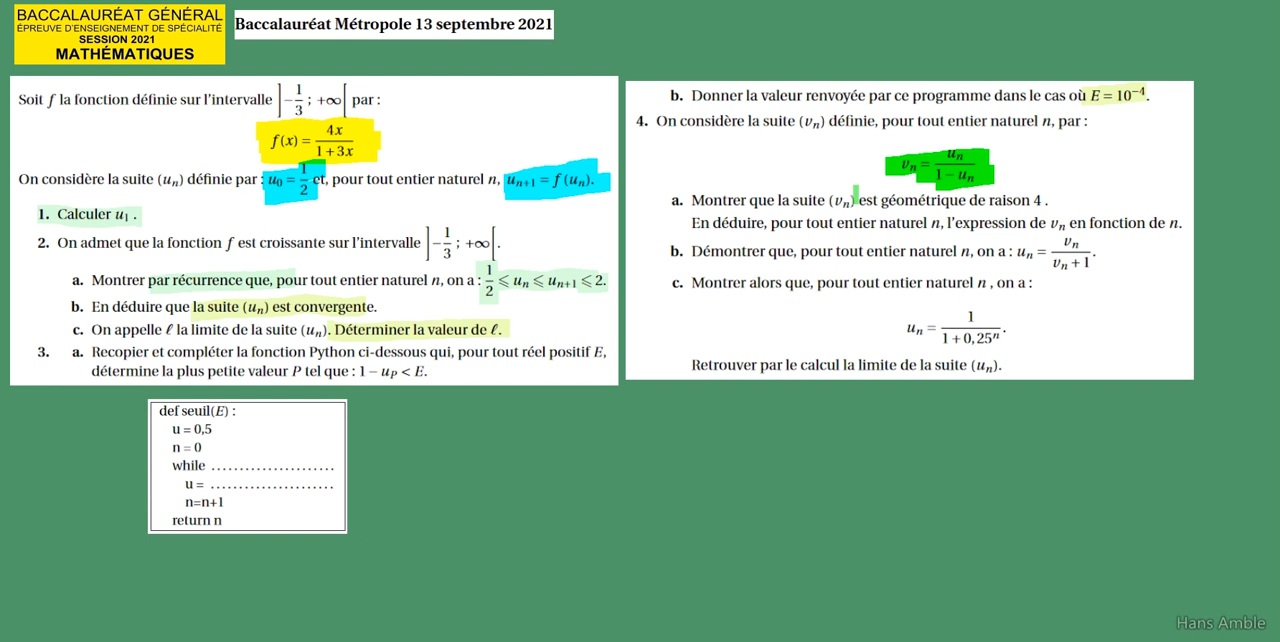 BACCALAURÉAT GÉNÉRAL
ÉPREUVE D'ENSEIGNEMENT DE SPÉCIALITÉ
SESSION 2021
MATHÉMATIQUES
Baccalauréat Métropole 13 septembre 2021
Soit f la fonction définie sur l'intervalle ]−1/3 ; +∞[ par :
f(x) = 4x/(1+3x)
On considère la suite (uₙ) définie par : u₀ = 1/2 et, pour tout entier naturel n, uₙ₊₁ = f(uₙ).
1. Calculer u₁ .
2. On admet que la fonction f est croissante sur l'intervalle ]−1/3 ; +∞[.
a. Montrer par récurrence que, pour tout entier naturel n, on a : 1/2 ⩽ uₙ ⩽ uₙ₊₁ ⩽ 2.
b. En déduire que la suite (uₙ) est convergente.
c. On appelle ℓ la limite de la suite (uₙ). Déterminer la valeur de ℓ.
3. a. Recopier et compléter la fonction Python ci-dessous qui, pour tout réel positif E,
détermine la plus petite valeur P tel que : 1 − u_P < E.
def seuil(E) :
u = 0,5
n = 0
while ......................
u = ......................
n=n+1
return n
b. Donner la valeur renvoyée par ce programme dans le cas où E = 10⁻⁴.
4. On considère la suite (vₙ) définie, pour tout entier naturel n, par :
vₙ = uₙ/(1 − uₙ)
a. Montrer que la suite (vₙ) est géométrique de raison 4 .
En déduire, pour tout entier naturel n, l'expression de vₙ en fonction de n.
b. Démontrer que, pour tout entier naturel n, on a : uₙ = vₙ/(vₙ + 1).
c. Montrer alors que, pour tout entier naturel n , on a :
uₙ = 1/(1 + 0,25ⁿ).
Retrouver par le calcul la limite de la suite (uₙ).
Hans Amble